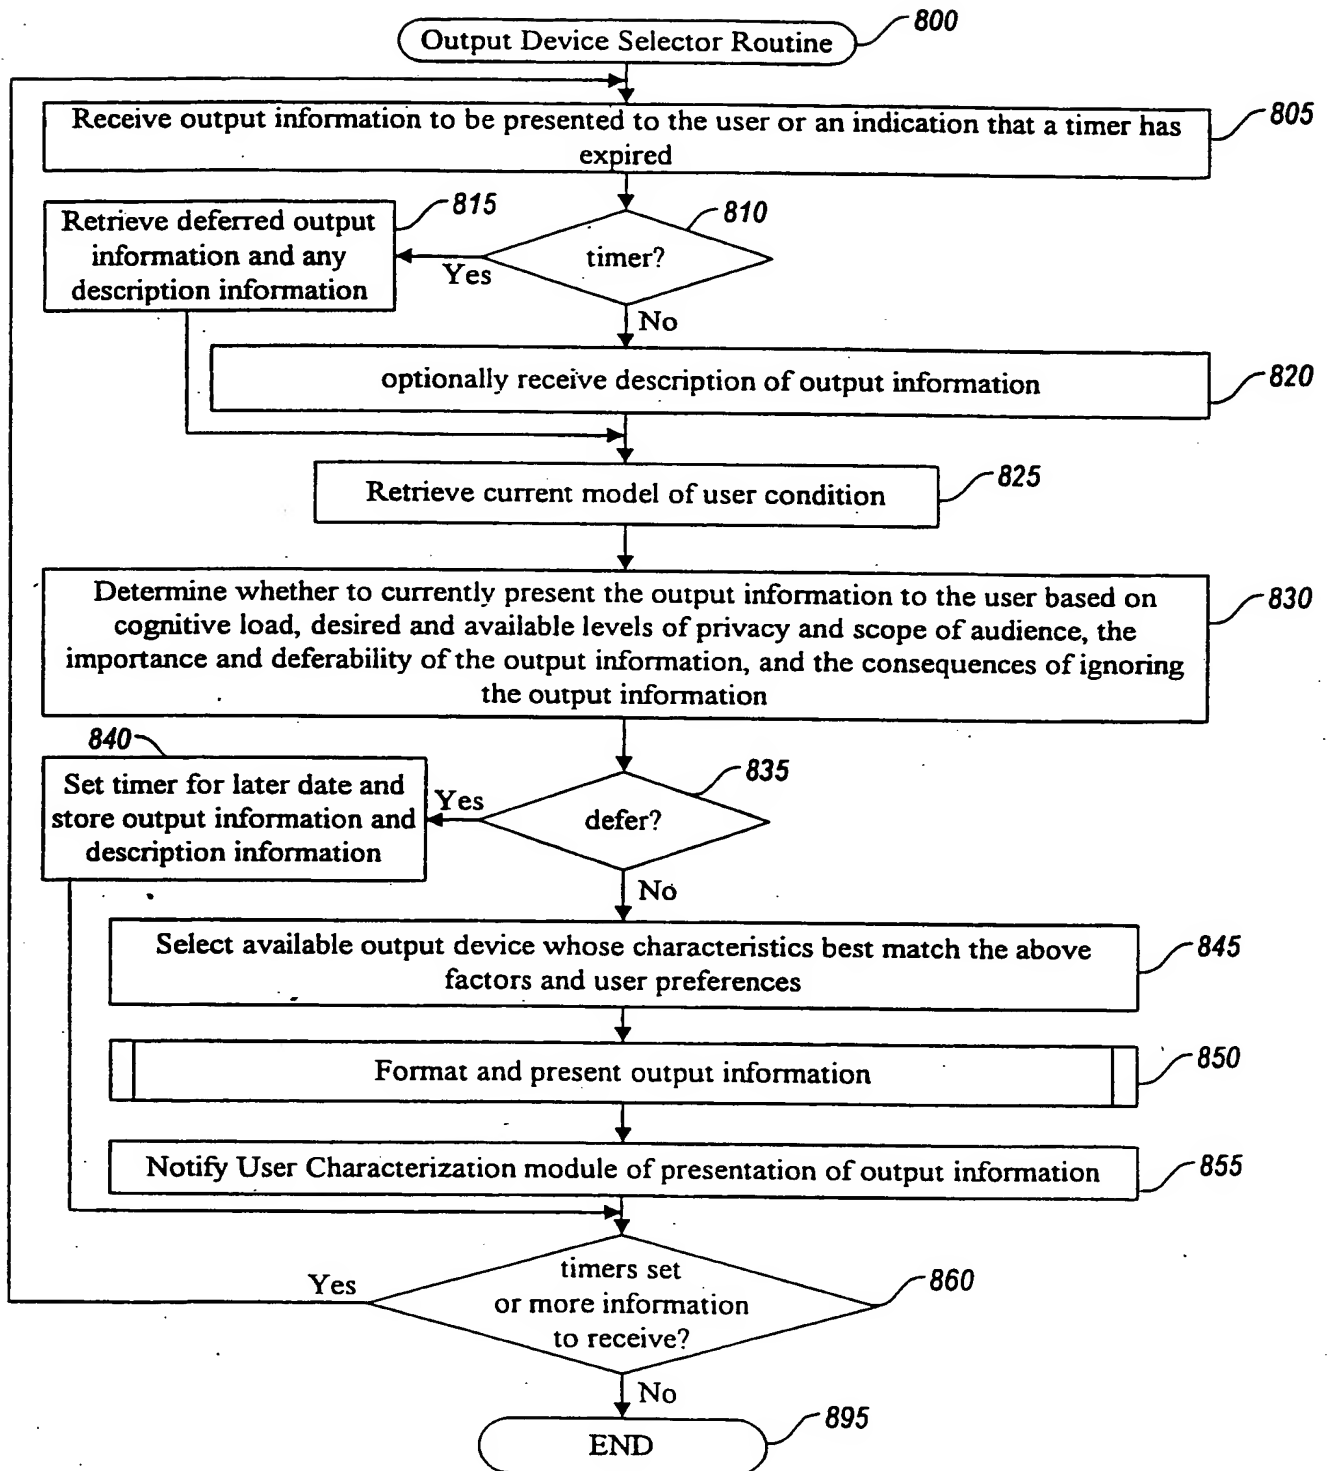 Output Device Selector Routine
800
Receive output information to be presented to the user or an indication that a timer has
expired
805
Retrieve deferred output
information and any
description information
815
timer?
810
Yes
No
optionally receive description of output information
820
Retrieve current model of user condition
825
Determine whether to currently present the output information to the user based on
cognitive load, desired and available levels of privacy and scope of audience, the
importance and deferability of the output information, and the consequences of ignoring
the output information
830
840
Set timer for later date and
store output information and
description information
Yes
defer?
835
No
Select available output device whose characteristics best match the above
factors and user preferences
845
Format and present output information
850
Notify User Characterization module of presentation of output information
855
Yes
timers set
or more information
to receive?
860
No
END
895